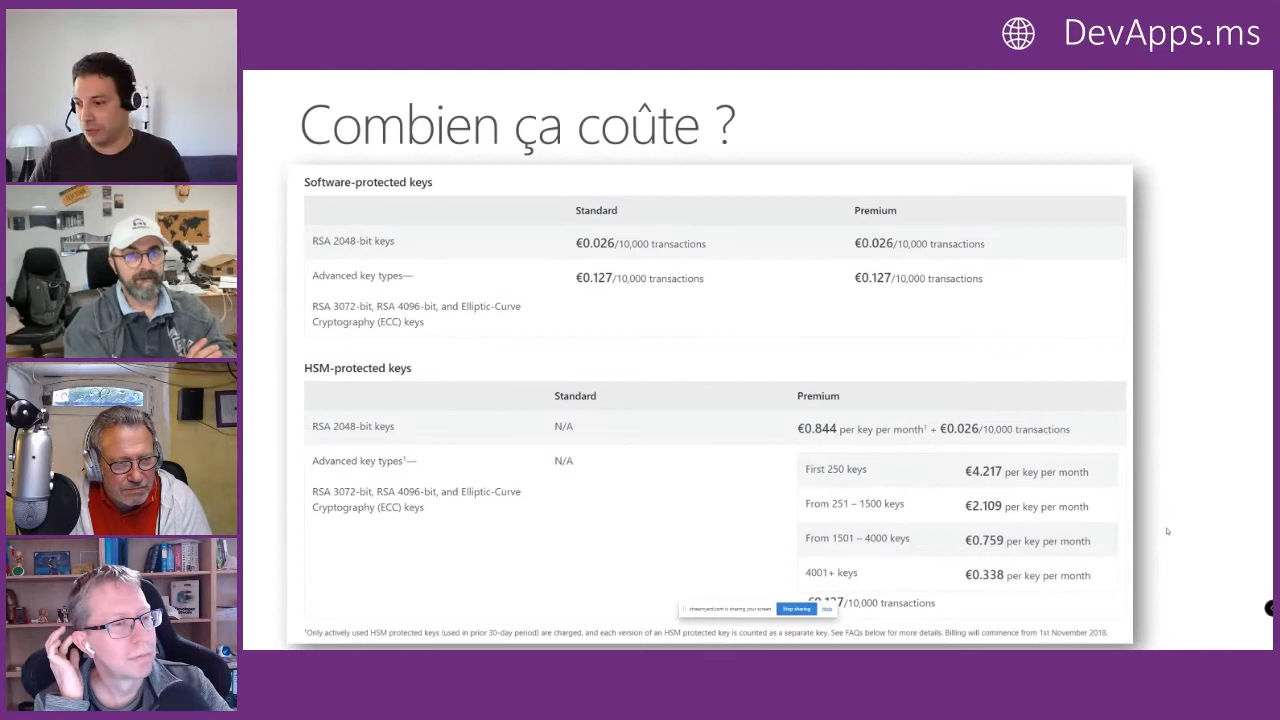 DevApps.ms
Combien ça coûte ?
Software-protected keys
Standard Premium
RSA 2048-bit keys €0.026/10,000 transactions €0.026/10,000 transactions
Advanced key types— €0.127/10,000 transactions €0.127/10,000 transactions
RSA 3072-bit, RSA 4096-bit, and Elliptic-Curve
Cryptography (ECC) keys
HSM-protected keys
Standard Premium
RSA 2048-bit keys N/A €0.844 per key per month¹ + €0.026/10,000 transactions
Advanced key types¹— N/A
First 250 keys €4.217 per key per month
RSA 3072-bit, RSA 4096-bit, and Elliptic-Curve
Cryptography (ECC) keys
From 251 – 1500 keys €2.109 per key per month
From 1501 – 4000 keys €0.759 per key per month
4001+ keys €0.338 per key per month
/10,000 transactions
is sharing your screen. Stop sharing Hide
¹Only actively used HSM protected keys (used in prior 30-day period) are charged, and each version of an HSM protected key is counted as a separate key. See FAQs below for more details. Billing will commence from 1st November 2018.